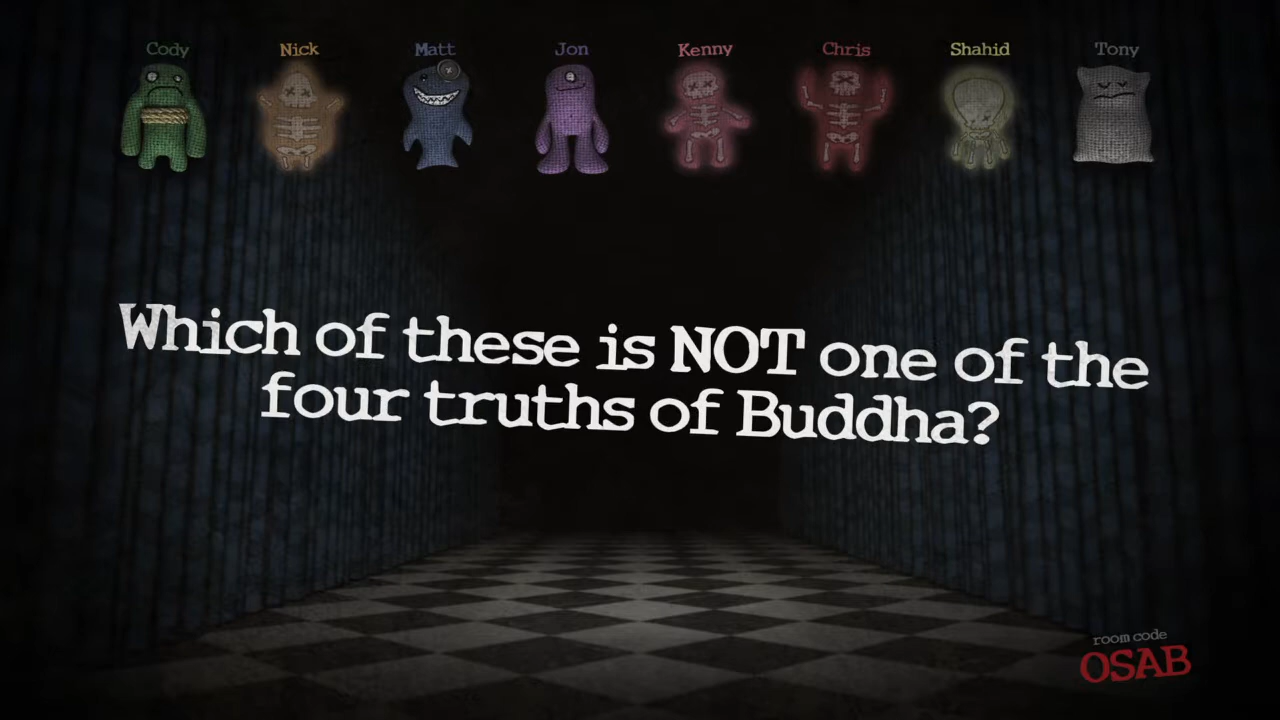 Cody Nick Matt Jon Kenny Chris Shahid Tony
Which of these is NOT one of the
four truths of Buddha?
room code
OSAB